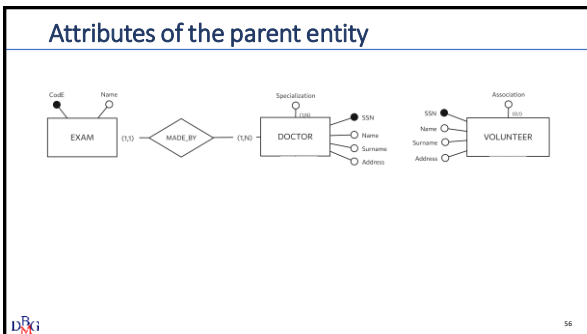 Attributes of the parent entity
CodE Name
EXAM
(1,1)
MADE_BY
(1,N)
Specialization
DOCTOR
SSN
Name
Surname
Address
Association
SSN
Name
Surname
Address
VOLUNTEER
DBMG
56